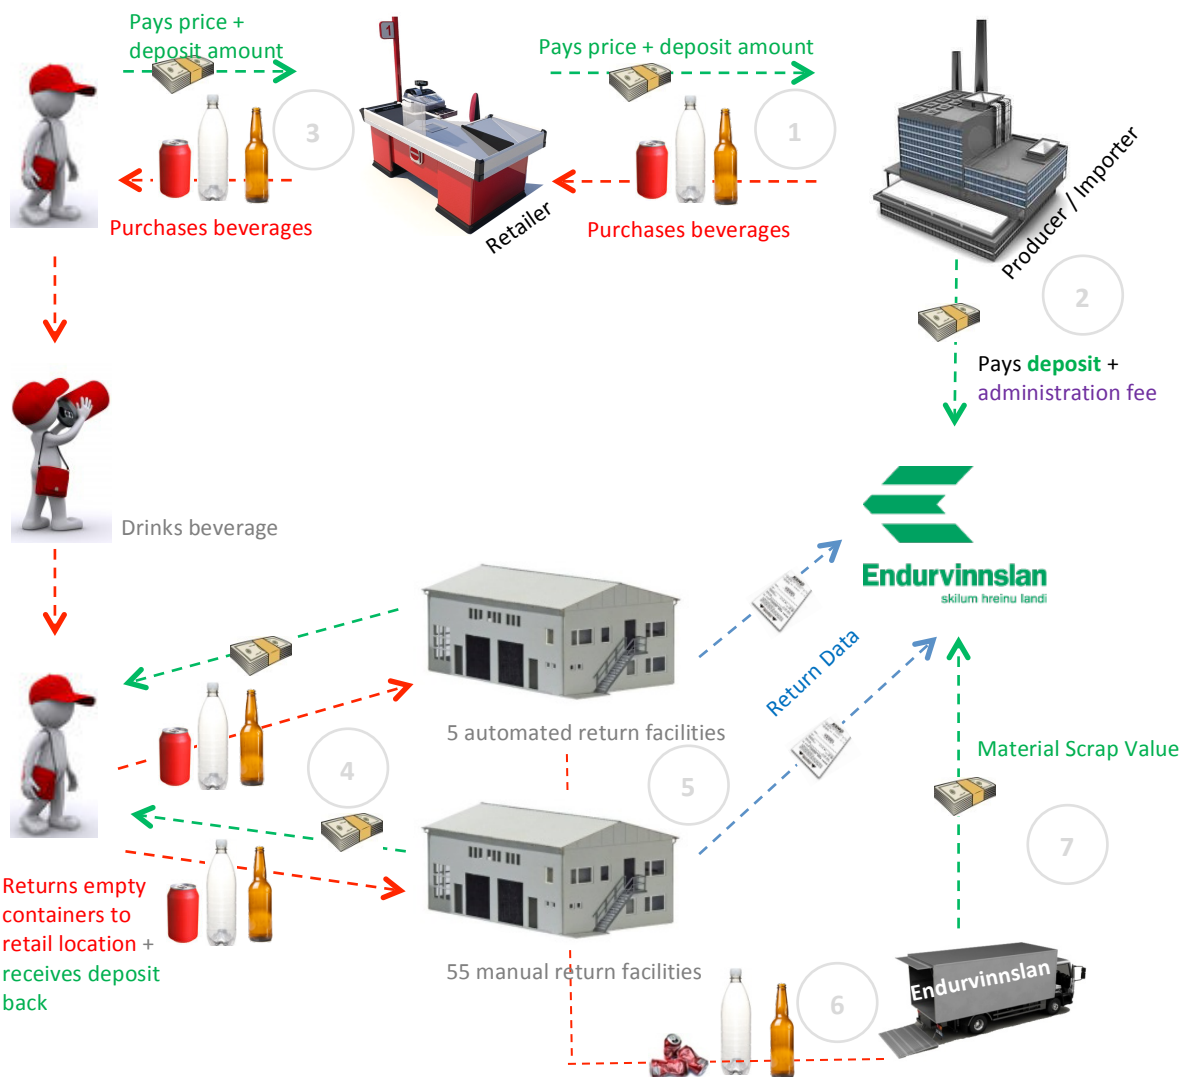 Pays price +
deposit amount
Pays price + deposit amount
1
3
1
Purchases beverages
Retailer
Purchases beverages
Producer / Importer
2
Pays deposit +
administration fee
Drinks beverage
Endurvinnslan
skilum hreinu landi
Return Data
5 automated return facilities
4
5
Material Scrap Value
7
Returns empty
containers to
retail location +
receives deposit
back
55 manual return facilities
6
Endurvinnslan